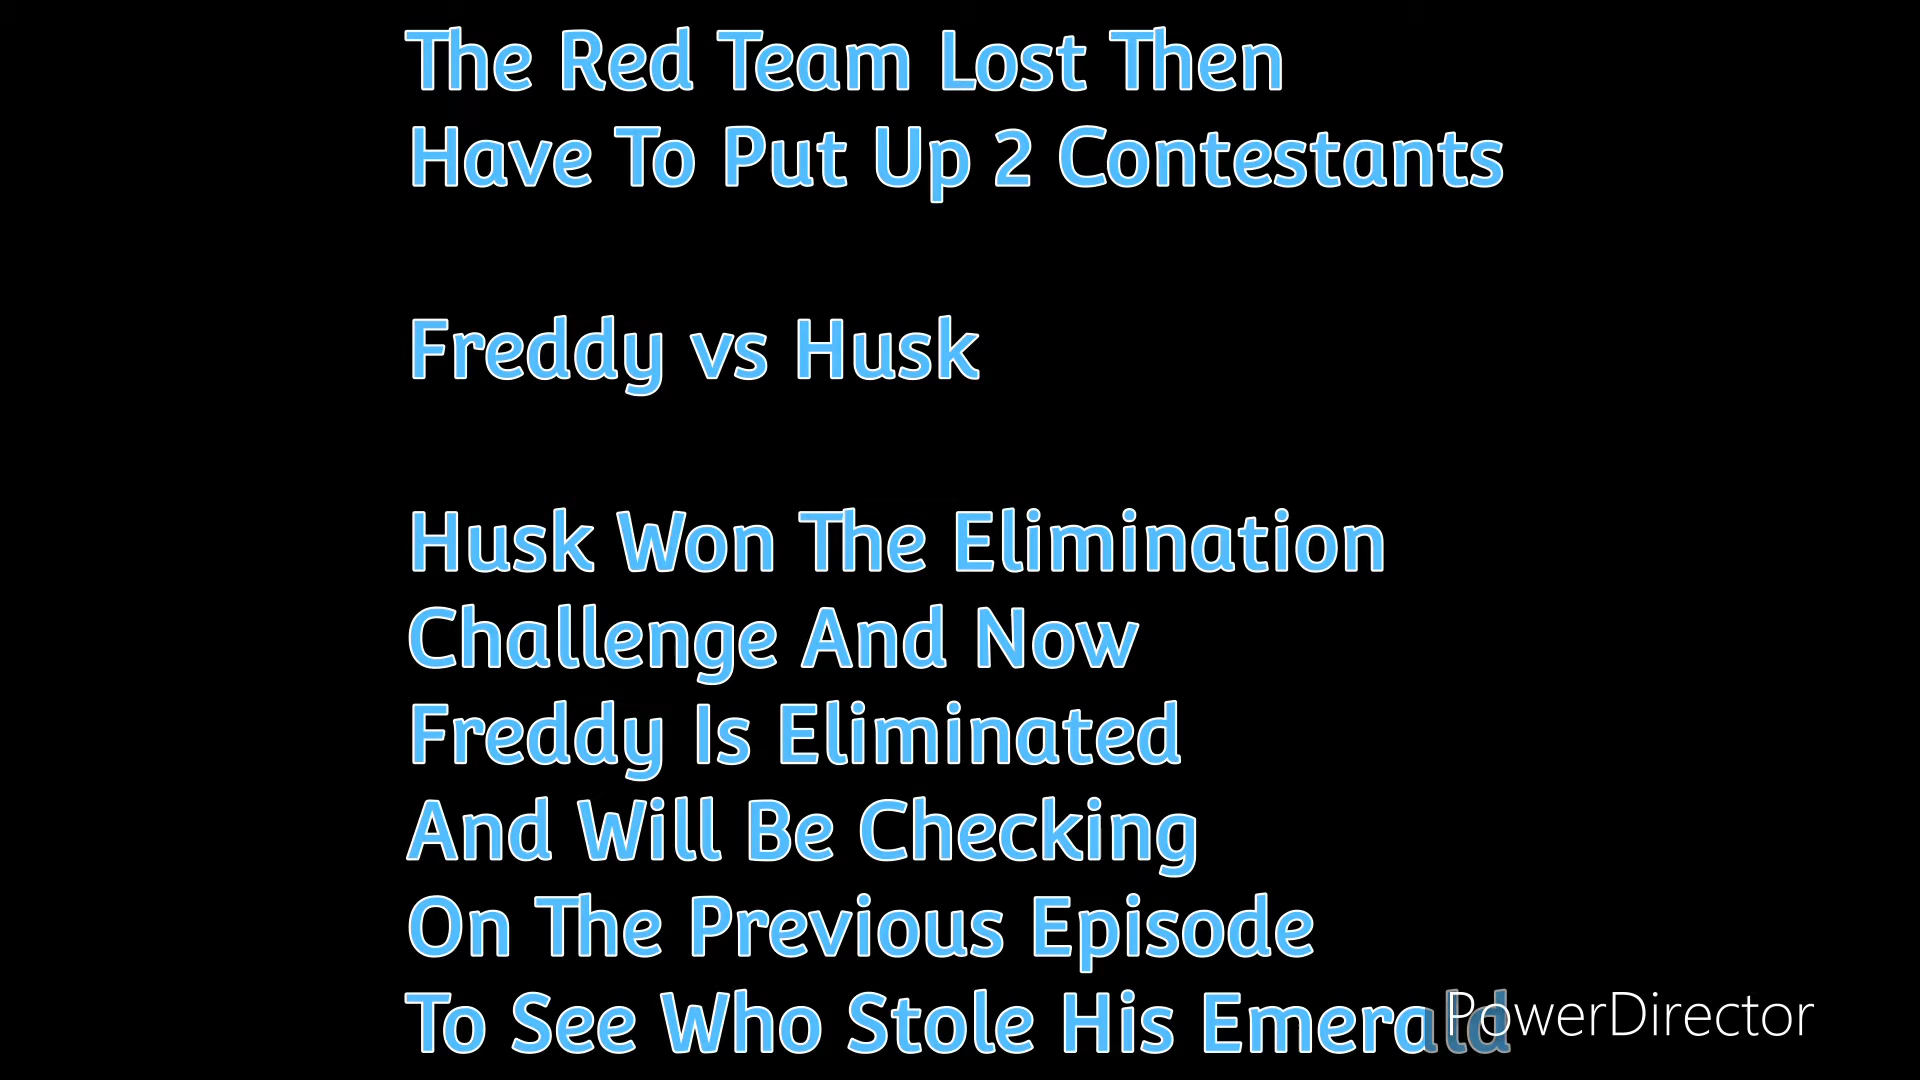 The Red Team Lost Then
Have To Put Up 2 Contestants
Freddy vs Husk
Husk Won The Elimination
Challenge And Now
Freddy Is Eliminated
And Will Be Checking
On The Previous Episode
To See Who Stole His Emerald
PowerDirector